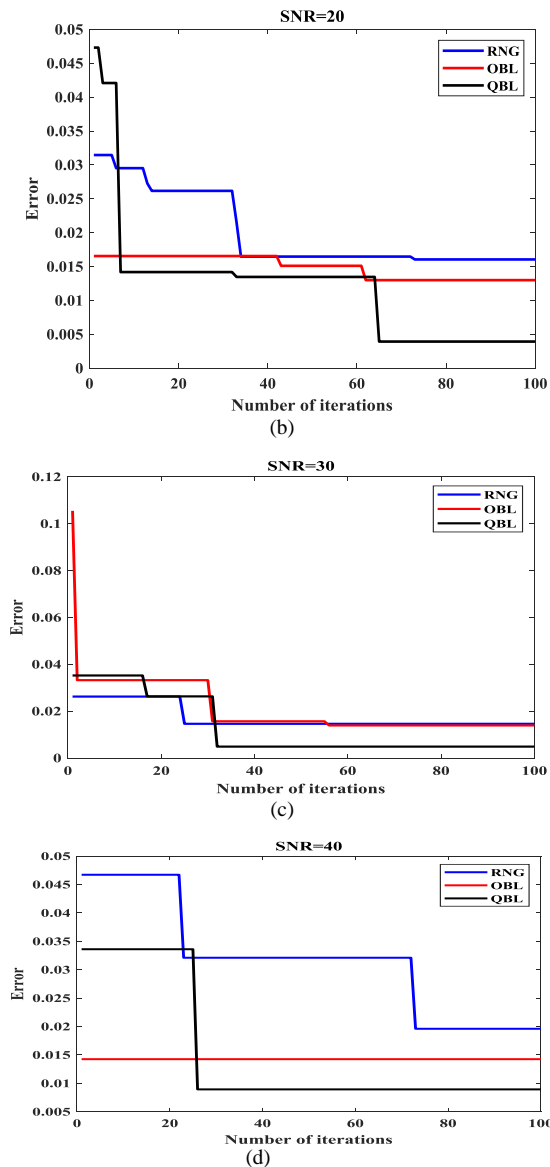 SNR=20
0.05
0.045
0.04
0.035
0.03
0.025
0.02
0.015
0.01
0.005
0
Error
RNG
OBL
QBL
0 20 40 60 80 100
Number of iterations
(b)
SNR=30
0.12
0.1
0.08
0.06
0.04
0.02
0
Error
RNG
OBL
QBL
0 20 40 60 80 100
Number of iterations
(c)
SNR=40
0.05
0.045
0.04
0.035
0.03
0.025
0.02
0.015
0.01
0.005
Error
RNG
OBL
QBL
0 20 40 60 80 100
Number of iterations
(d)